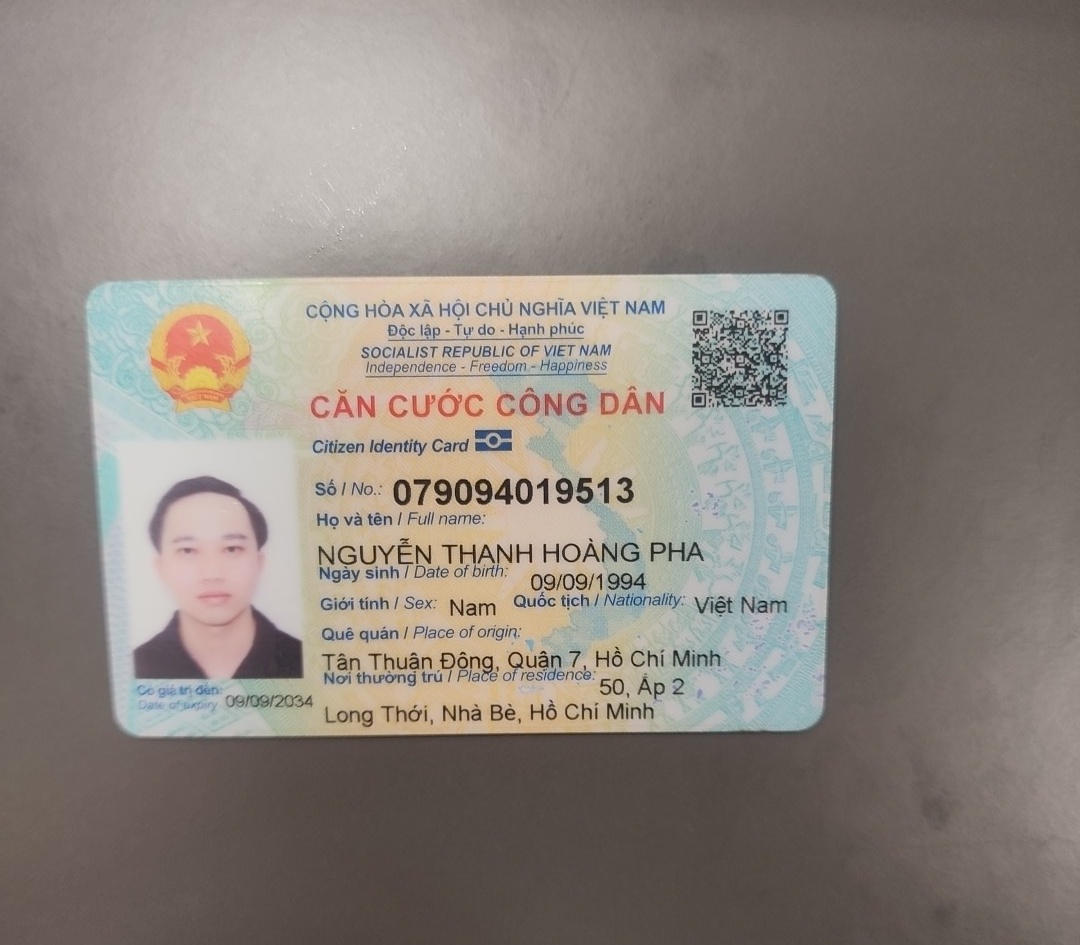 CỘNG HÒA XÃ HỘI CHỦ NGHĨA VIỆT NAM
Độc lập - Tự do - Hạnh phúc
SOCIALIST REPUBLIC OF VIET NAM
Independence - Freedom - Happiness
CĂN CƯỚC CÔNG DÂN
Citizen Identity Card
Số / No.: 079094019513
Họ và tên / Full name:
NGUYỄN THANH HOÀNG PHA
Ngày sinh / Date of birth: 09/09/1994
Giới tính / Sex: Nam Quốc tịch / Nationality: Việt Nam
Quê quán / Place of origin:
Tân Thuận Đông, Quận 7, Hồ Chí Minh
Nơi thường trú / Place of residence: 50, Ấp 2
Long Thới, Nhà Bè, Hồ Chí Minh
Có giá trị đến: 09/09/2034
Date of expiry